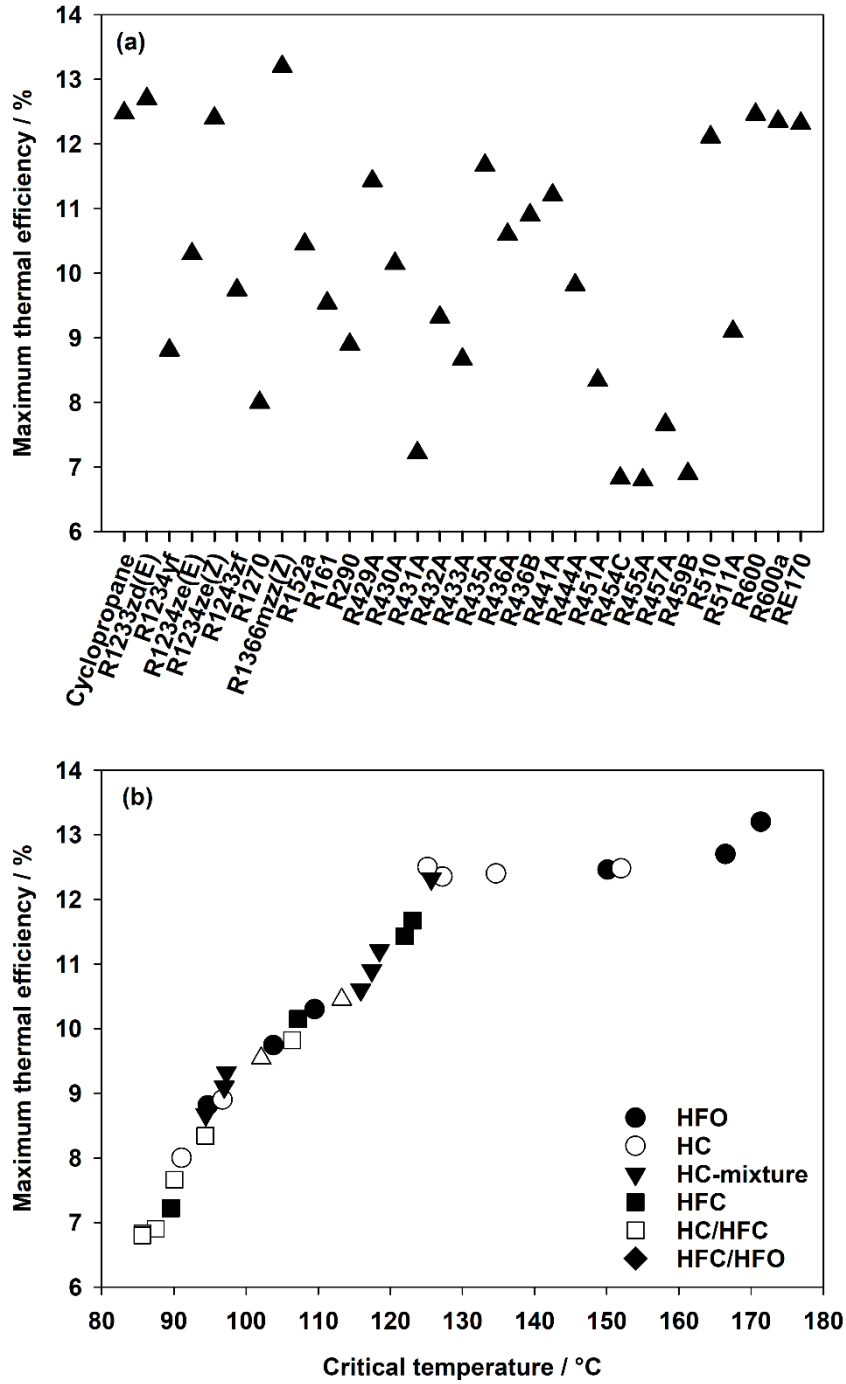 (a)
Maximum thermal efficiency / %
14
13
12
11
10
9
8
7
6
Cyclopropane
R1233zd(E)
R1234yf
R1234ze(E)
R1234ze(Z)
R1243zf
R1270
R1366mzz(Z)
R152a
R161
R290
R429A
R430A
R431A
R432A
R433A
R435A
R436A
R436B
R441A
R444A
R451A
R454C
R455A
R457A
R459B
R510
R511A
R600
R600a
RE170
(b)
Maximum thermal efficiency / %
14
13
12
11
10
9
8
7
6
HFO
HC
HC-mixture
HFC
HC/HFC
HFC/HFO
80 90 100 110 120 130 140 150 160 170 180
Critical temperature / °C